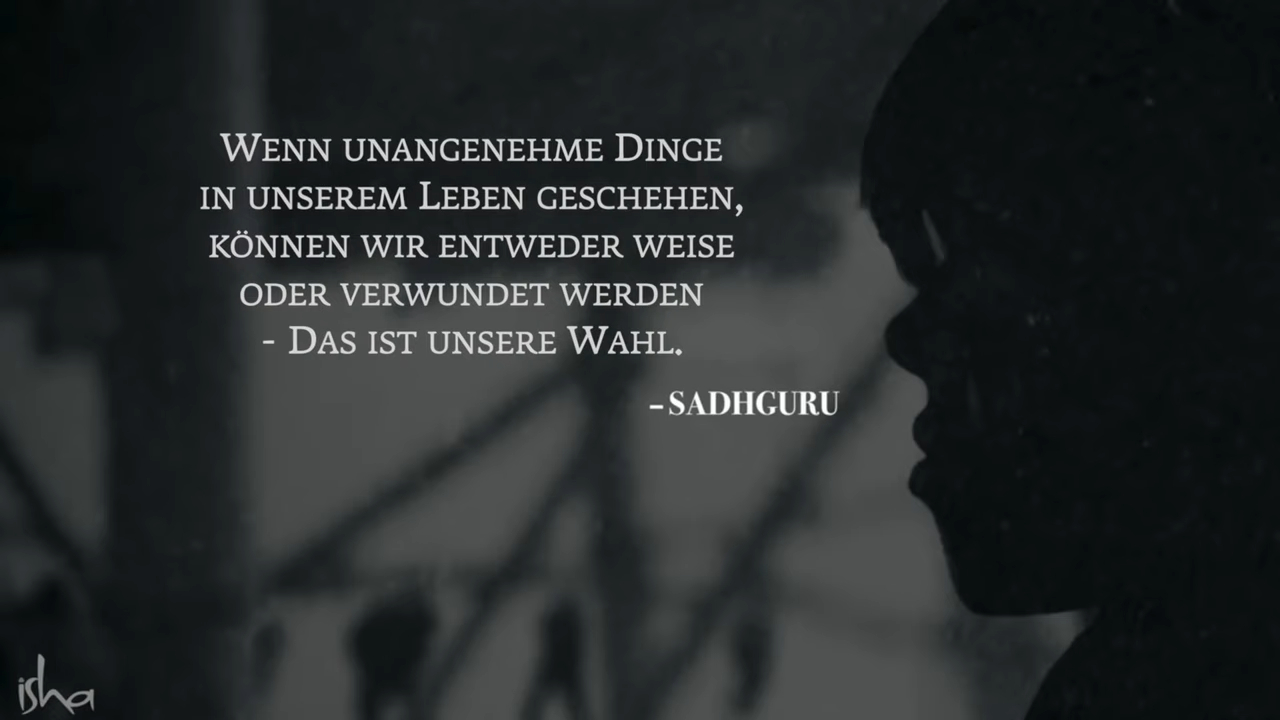 Wenn unangenehme Dinge
in unserem Leben geschehen,
können wir entweder weise
oder verwundet werden
- Das ist unsere Wahl.
–SADHGURU
isha